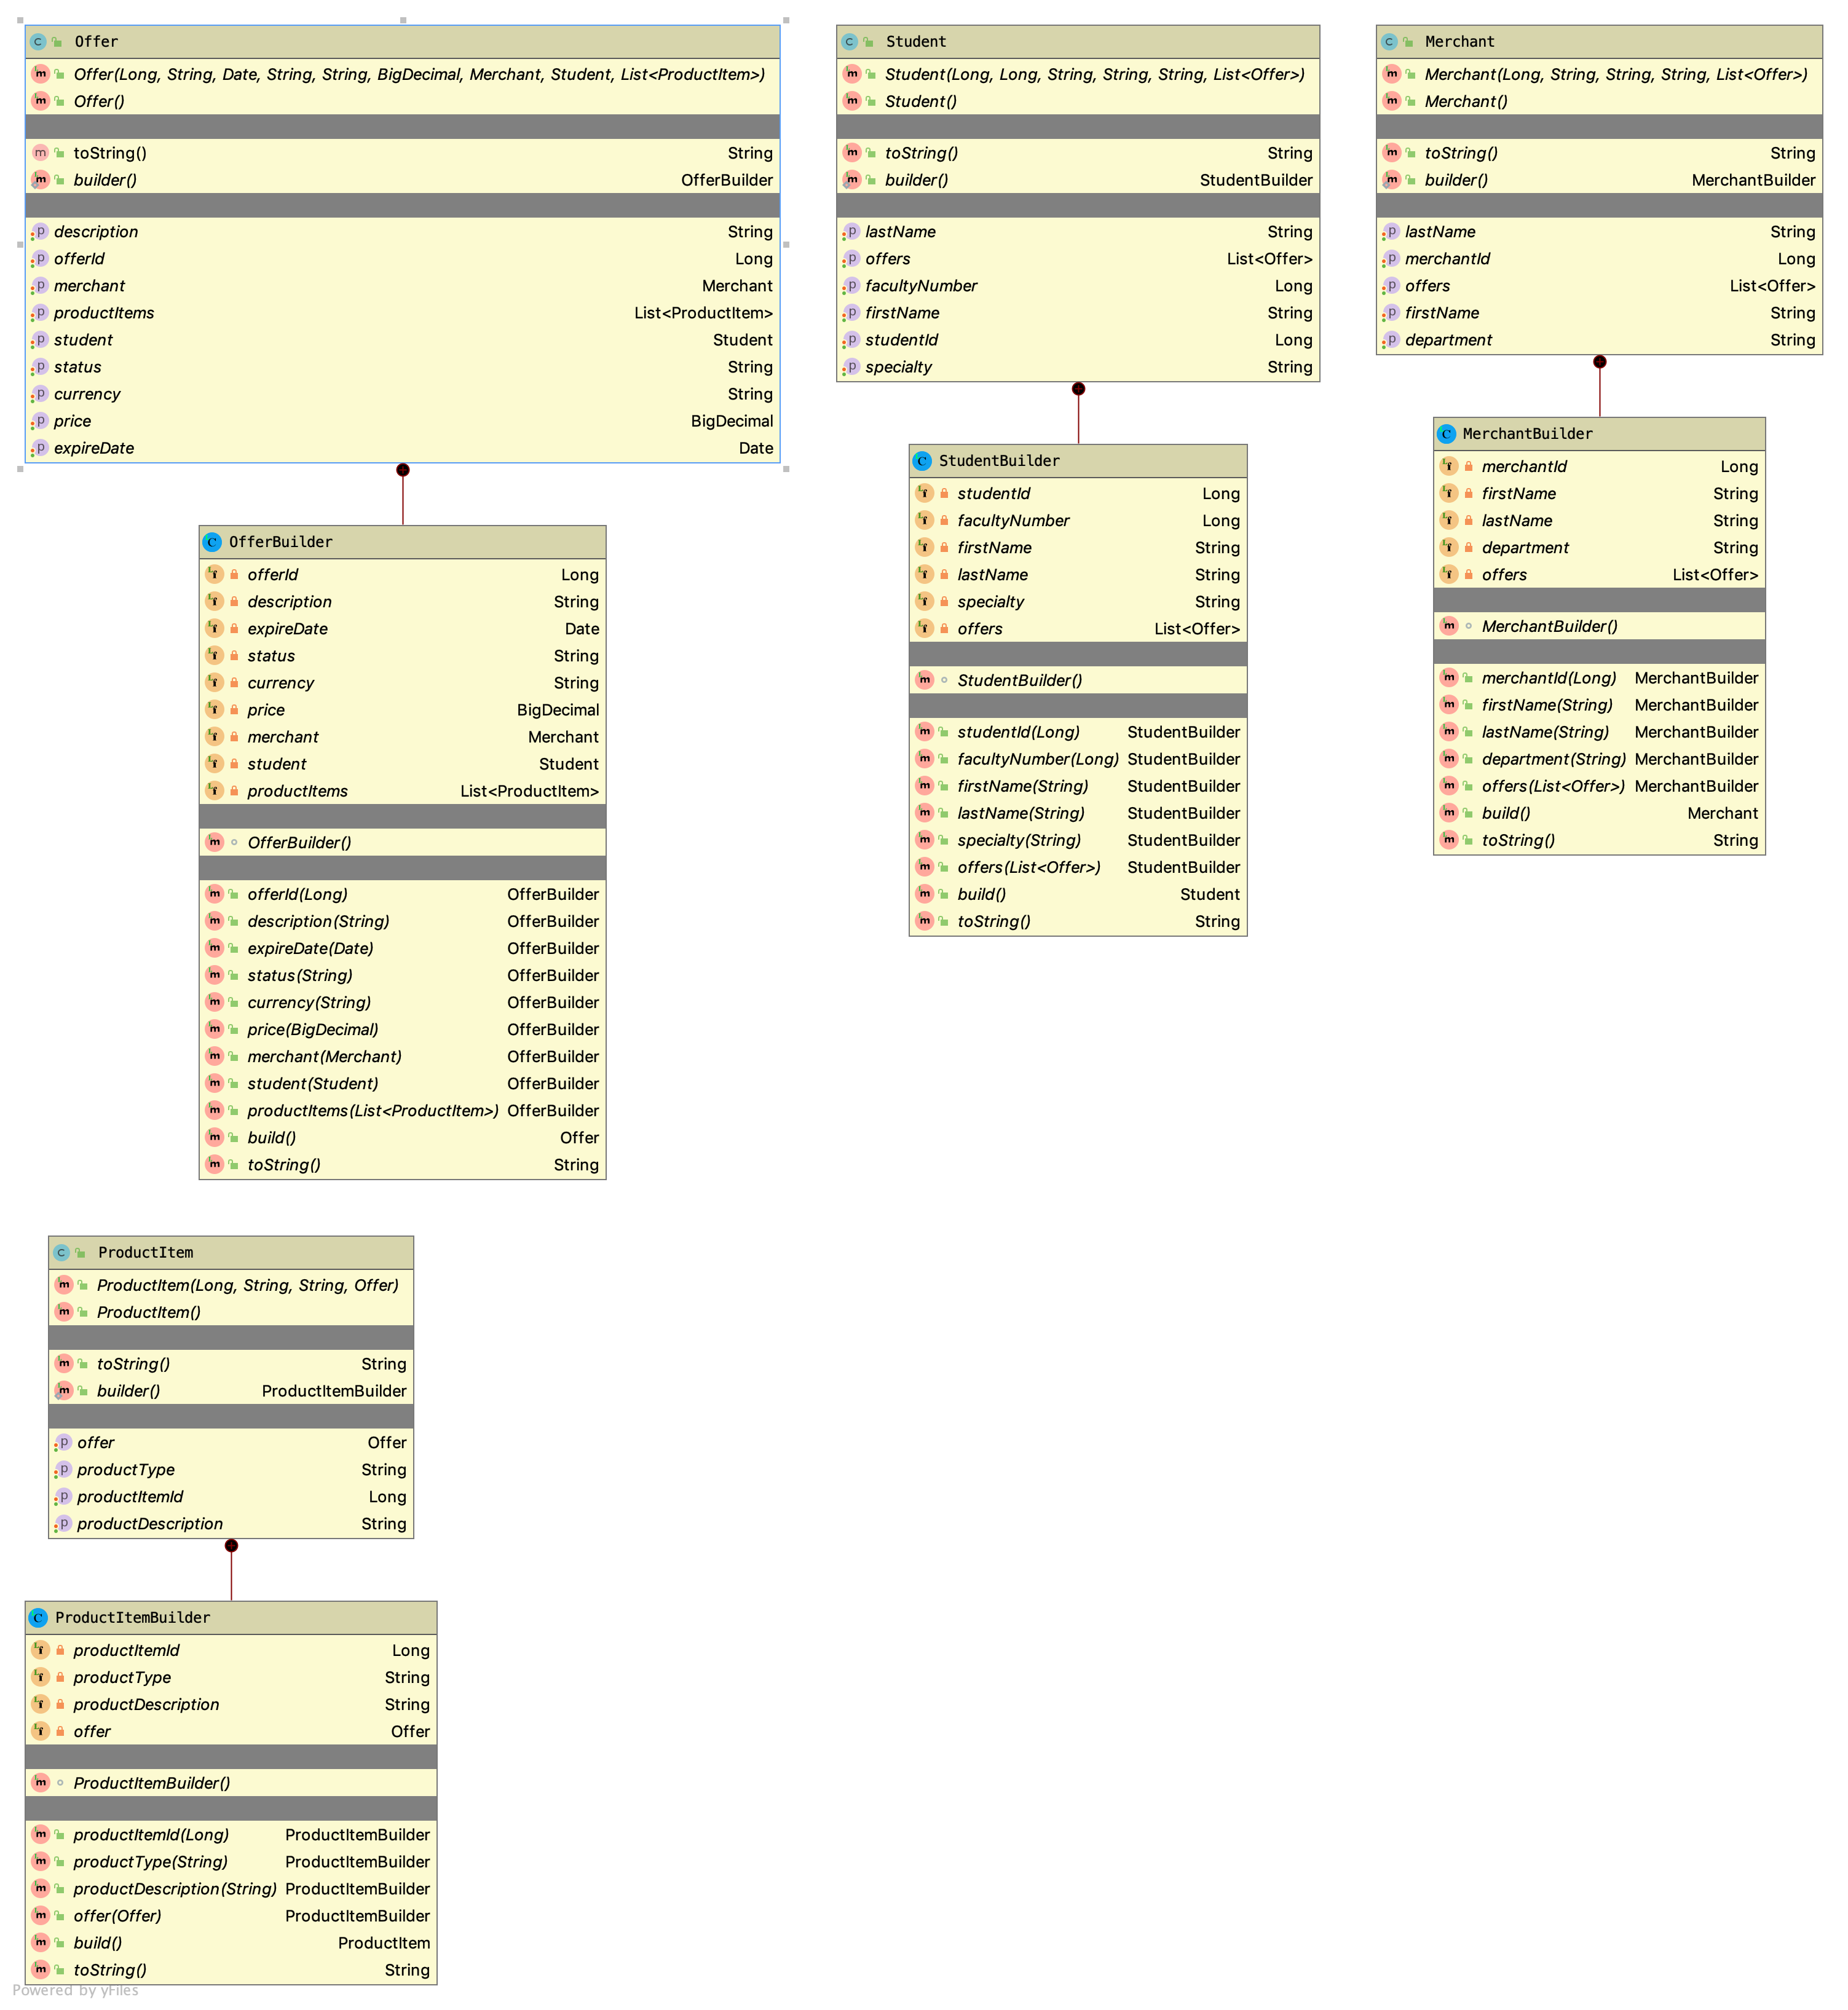 Offer
Offer(Long, String, Date, String, String, BigDecimal, Merchant, Student, List<ProductItem>)
Offer()
toString() String
builder() OfferBuilder
description String
offerId Long
merchant Merchant
productItems List<ProductItem>
student Student
status String
currency String
price BigDecimal
expireDate Date
OfferBuilder
offerId Long
description String
expireDate Date
status String
currency String
price BigDecimal
merchant Merchant
student Student
productItems List<ProductItem>
OfferBuilder()
offerId(Long) OfferBuilder
description(String) OfferBuilder
expireDate(Date) OfferBuilder
status(String) OfferBuilder
currency(String) OfferBuilder
price(BigDecimal) OfferBuilder
merchant(Merchant) OfferBuilder
student(Student) OfferBuilder
productItems(List<ProductItem>) OfferBuilder
build() Offer
toString() String
Student
Student(Long, Long, String, String, String, List<Offer>)
Student()
toString() String
builder() StudentBuilder
lastName String
offers List<Offer>
facultyNumber Long
firstName String
studentId Long
specialty String
StudentBuilder
studentId Long
facultyNumber Long
firstName String
lastName String
specialty String
offers List<Offer>
StudentBuilder()
studentId(Long) StudentBuilder
facultyNumber(Long) StudentBuilder
firstName(String) StudentBuilder
lastName(String) StudentBuilder
specialty(String) StudentBuilder
offers(List<Offer>) StudentBuilder
build() Student
toString() String
Merchant
Merchant(Long, String, String, String, List<Offer>)
Merchant()
toString() String
builder() MerchantBuilder
lastName String
merchantId Long
offers List<Offer>
firstName String
department String
MerchantBuilder
merchantId Long
firstName String
lastName String
department String
offers List<Offer>
MerchantBuilder()
merchantId(Long) MerchantBuilder
firstName(String) MerchantBuilder
lastName(String) MerchantBuilder
department(String) MerchantBuilder
offers(List<Offer>) MerchantBuilder
build() Merchant
toString() String
ProductItem
ProductItem(Long, String, String, Offer)
ProductItem()
toString() String
builder() ProductItemBuilder
offer Offer
productType String
productItemId Long
productDescription String
ProductItemBuilder
productItemId Long
productType String
productDescription String
offer Offer
ProductItemBuilder()
productItemId(Long) ProductItemBuilder
productType(String) ProductItemBuilder
productDescription(String) ProductItemBuilder
offer(Offer) ProductItemBuilder
build() ProductItem
toString() String
Powered by yFiles